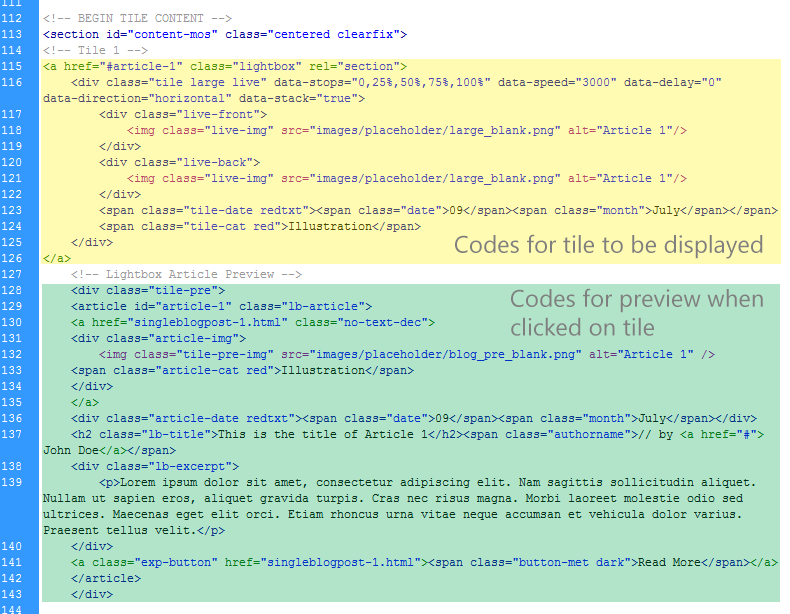 111
112 <!-- BEGIN TILE CONTENT -->
113 <section id="content-mos" class="centered clearfix">
114 <!-- Tile 1 -->
115 <a href="#article-1" class="lightbox" rel="section">
116 <div class="tile large live" data-stops="0,25%,50%,75%,100%" data-speed="3000" data-delay="0"
data-direction="horizontal" data-stack="true">
117 <div class="live-front">
118 <img class="live-img" src="images/placeholder/large_blank.png" alt="Article 1"/>
119 </div>
120 <div class="live-back">
121 <img class="live-img" src="images/placeholder/large_blank.png" alt="Article 1"/>
122 </div>
123 <span class="tile-date redtxt"><span class="date">09</span><span class="month">July</span></span>
124 <span class="tile-cat red">Illustration</span>
125 </div>
Codes for tile to be displayed
126 </a>
127 <!-- Lightbox Article Preview -->
128 <div class="tile-pre">
129 <article id="article-1" class="lb-article">
Codes for preview when
130 <a href="singleblogpost-1.html" class="no-text-dec">
clicked on tile
131 <div class="article-img">
132 <img class="tile-pre-img" src="images/placeholder/blog_pre_blank.png" alt="Article 1" />
133 <span class="article-cat red">Illustration</span>
134 </div>
135 </a>
136 <div class="article-date redtxt"><span class="date">09</span><span class="month">July</span></div>
137 <h2 class="lb-title">This is the title of Article 1</h2><span class="authorname">// by <a href="#">
John Doe</a></span>
138 <div class="lb-excerpt">
139 <p>Lorem ipsum dolor sit amet, consectetur adipiscing elit. Nam sagittis sollicitudin aliquet.
Nullam ut sapien eros, aliquet gravida turpis. Cras nec risus magna. Morbi laoreet molestie odio sed
ultrices. Maecenas eget elit orci. Etiam rhoncus urna vitae neque accumsan et vehicula dolor varius.
Praesent tellus velit.</p>
140 </div>
141 <a class="exp-button" href="singleblogpost-1.html"><span class="button-met dark">Read More</span></a>
142 </article>
143 </div>
144